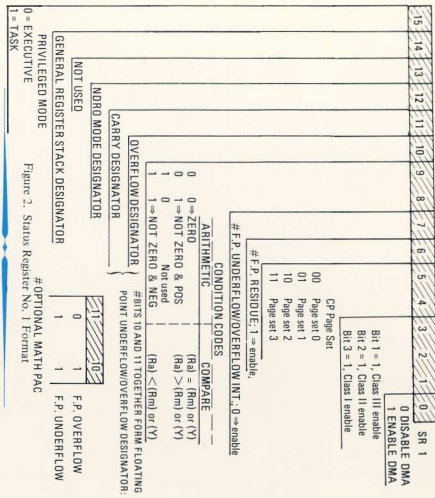 15 14 13 12 11 10 9 8 7 6 5 4 3 2 1 0 SR 1
0 DISABLE DMA
1 ENABLE DMA
Bit 1 = 1, Class III enable
Bit 2 = 1, Class II enable
Bit 3 = 1, Class I enable
CP Page Set
00 Page set 0
01 Page set 1
10 Page set 2
11 Page set 3
# F.P. RESIDUE; 1 ⇒ enable,
# F.P. UNDERFLOW/OVERFLOW INT.; 0 ⇒ enable
CONDITION CODES
ARITHMETIC COMPARE
0 0 ⇒ ZERO (Ra) = (Rm) or (Y)
0 1 ⇒ NOT ZERO & POS (Ra) > (Rm) or (Y)
1 0 Not used
1 1 ⇒ NOT ZERO & NEG (Ra) < (Rm) or (Y)
OVERFLOW DESIGNATOR
CARRY DESIGNATOR
# BITS 10 AND 11 TOGETHER FORM FLOATING
POINT UNDERFLOW/OVERFLOW DESIGNATOR:
11 10
0 1 F.P. OVERFLOW
1 1 F.P. UNDERFLOW
NDRO MODE DESIGNATOR
NOT USED
GENERAL REGISTER STACK DESIGNATOR
PRIVILEGED MODE
0 = EXECUTIVE
1 = TASK
# OPTIONAL MATH PAC
Figure 2. Status Register No. 1 Format